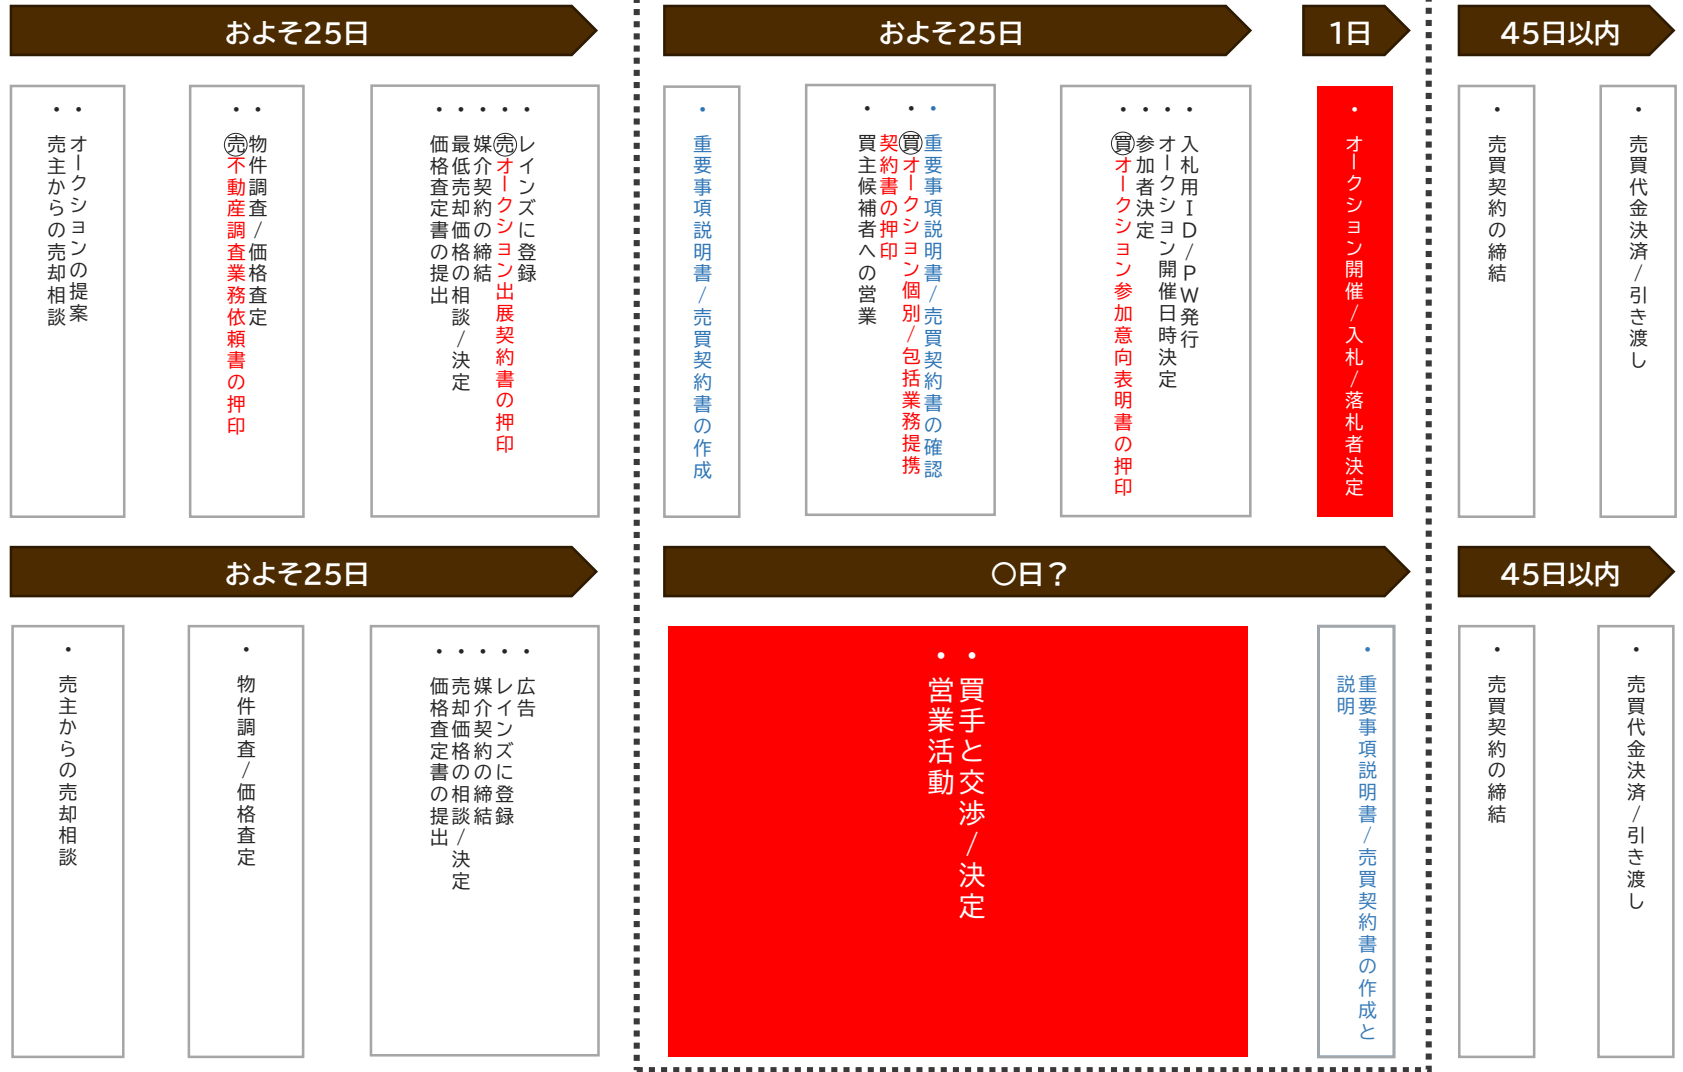 およそ25日
およそ25日
1日
45日以内
・オークションの提案
・売主からの売却相談
・物件調査/価格査定
・売不動産調査業務依頼書の押印
・レインズに登録
・売オークション出展契約書の押印
・媒介契約の締結
・最低売却価格の相談/決定
・価格査定書の提出
・重要事項説明書/売買契約書の作成
・重要事項説明書/売買契約書の確認
・買オークション個別/包括業務提携
契約書の押印
・買主候補者への営業
・入札用ID/PW発行
・オークション開催日時決定
・参加者決定
・買オークション参加意向表明書の押印
・オークション開催/入札/落札者決定
・売買契約の締結
・売買代金決済/引き渡し
およそ25日
〇日?
45日以内
・売主からの売却相談
・物件調査/価格査定
・広告
・レインズに登録
・媒介契約の締結
・売却価格の相談/決定
・価格査定書の提出
・買手と交渉/決定
・営業活動
・重要事項説明書/売買契約書の作成と
説明
・売買契約の締結
・売買代金決済/引き渡し